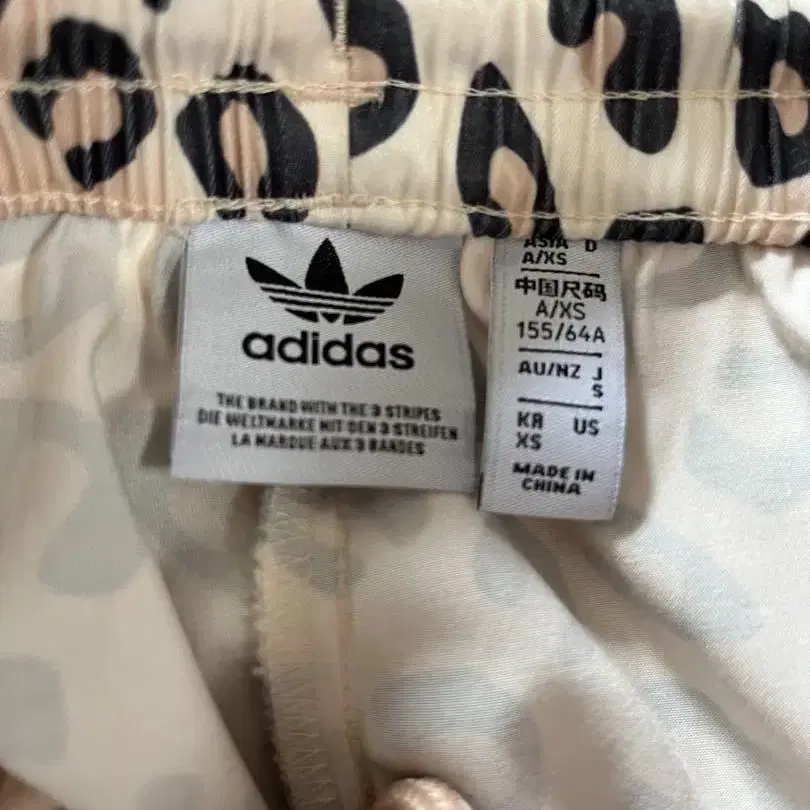 adidas
THE BRAND WITH THE 3 STRIPES
DIE WELTMARKE MIT DEN 3 STREIFEN
LA MARQUE AUX 3 BANDES
ASIA D
A/XS
中国尺码
A/XS
155/64A
AU/NZ J
S
KR US
XS
MADE IN
CHINA